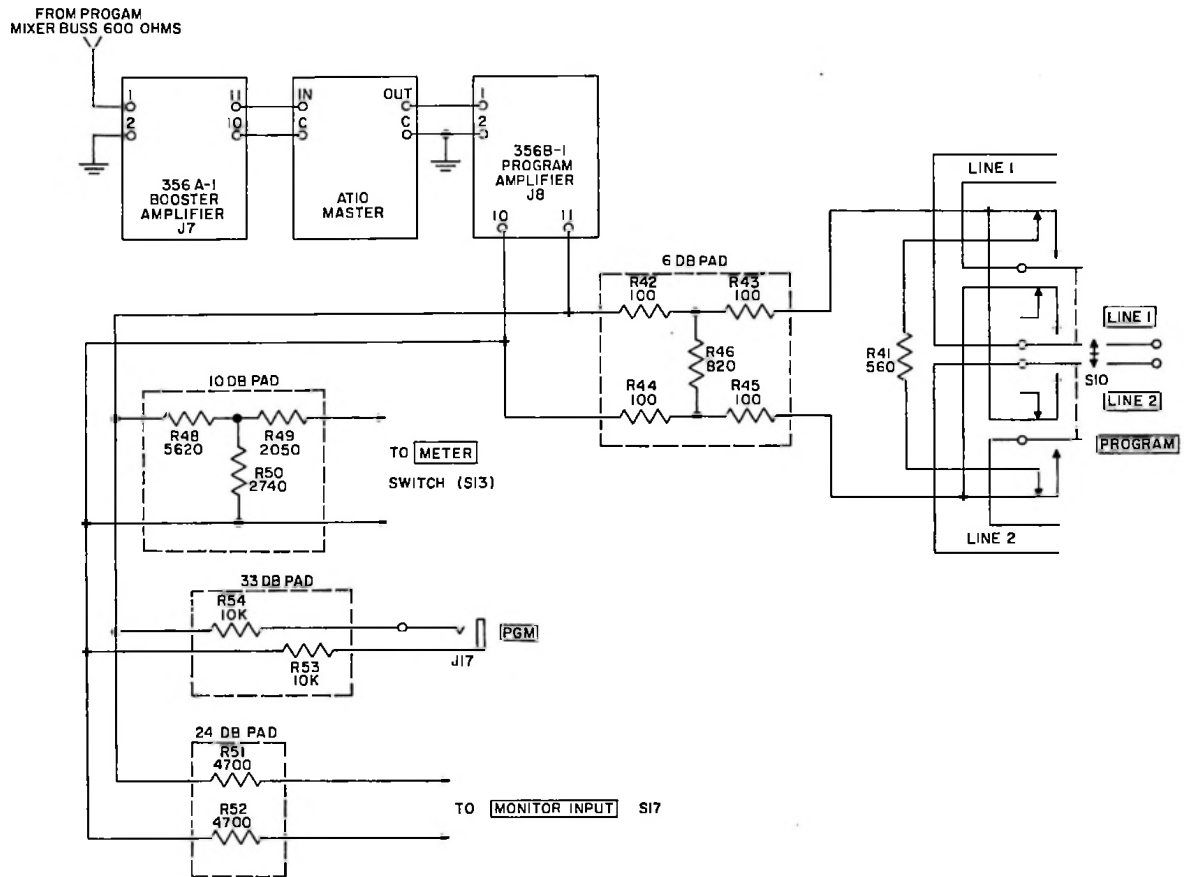 FROM PROGAM
MIXER BUSS 600 OHMS
1
2
11
10
356 A-1
BOOSTER
AMPLIFIER
J7
IN
C
OUT
C
AT10
MASTER
1
2
356B-1
PROGRAM
AMPLIFIER
J8
10
11
6 DB PAD
R42
100
R43
100
R46
820
R44
100
R45
100
LINE 1
R41
560
LINE 1
S10
LINE 2
PROGRAM
LINE 2
10 DB PAD
R48
5620
R49
2050
R50
2740
TO METER
SWITCH (S13)
33 DB PAD
R54
10K
R53
10K
J17
PGM
24 DB PAD
R51
4700
R52
4700
TO MONITOR INPUT S17